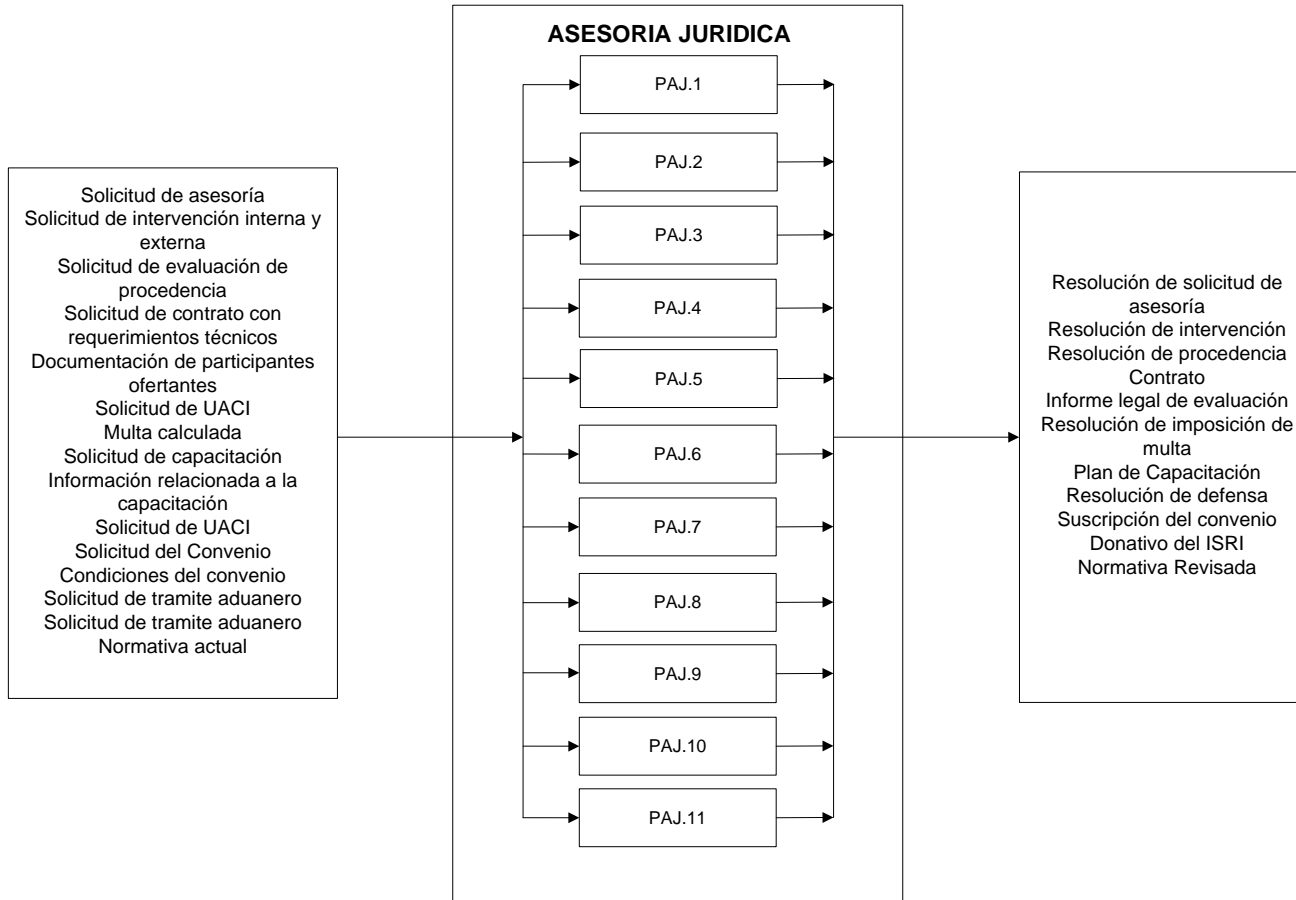 ASESORIA JURIDICA
Solicitud de asesoría
Solicitud de intervención interna y
externa
Solicitud de evaluación de
procedencia
Solicitud de contrato con
requerimientos técnicos
Documentación de participantes
ofertantes
Solicitud de UACI
Multa calculada
Solicitud de capacitación
Información relacionada a la
capacitación
Solicitud de UACI
Solicitud del Convenio
Condiciones del convenio
Solicitud de tramite aduanero
Solicitud de tramite aduanero
Normativa actual
PAJ.1
PAJ.2
PAJ.3
PAJ.4
PAJ.5
PAJ.6
PAJ.7
PAJ.8
PAJ.9
PAJ.10
PAJ.11
Resolución de solicitud de
asesoría
Resolución de intervención
Resolución de procedencia
Contrato
Informe legal de evaluación
Resolución de imposición de
multa
Plan de Capacitación
Resolución de defensa
Suscripción del convenio
Donativo del ISRI
Normativa Revisada